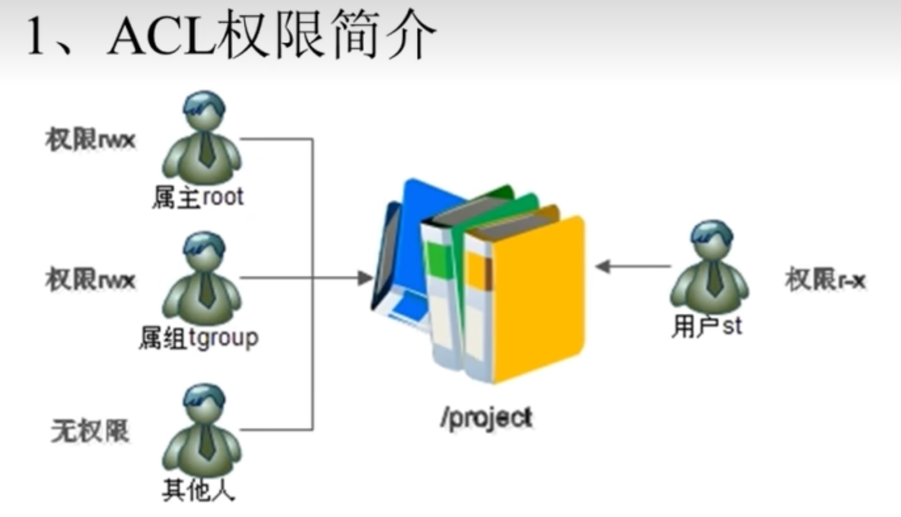 1、ACL权限简介
权限rwx
属主root
权限rwx
属组tgroup
无权限
其他人
/project
用户st
权限r-x